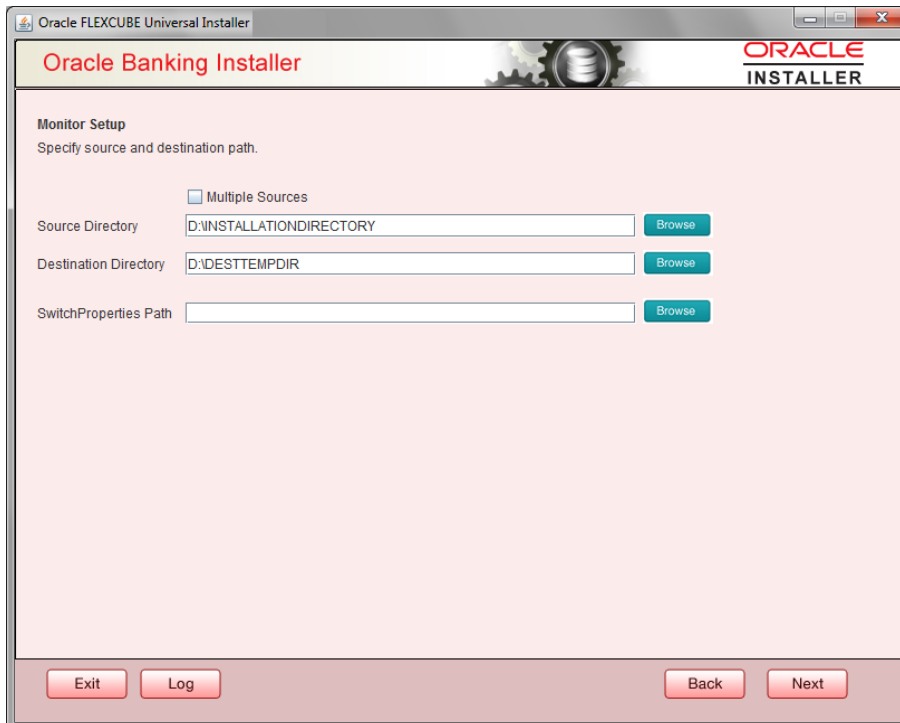 Oracle FLEXCUBE Universal Installer
Oracle Banking Installer
ORACLE
INSTALLER
Monitor Setup
Specify source and destination path.
Multiple Sources
Source Directory D:\INSTALLATIONDIRECTORY Browse
Destination Directory D:\DESTTEMPDIR Browse
SwitchProperties Path Browse
Exit Log Back Next